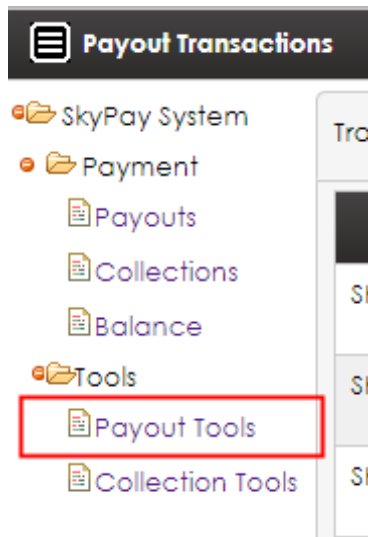 Payout Transactions
SkyPay System
Payment
Payouts
Collections
Balance
Tools
Payout Tools
Collection Tools